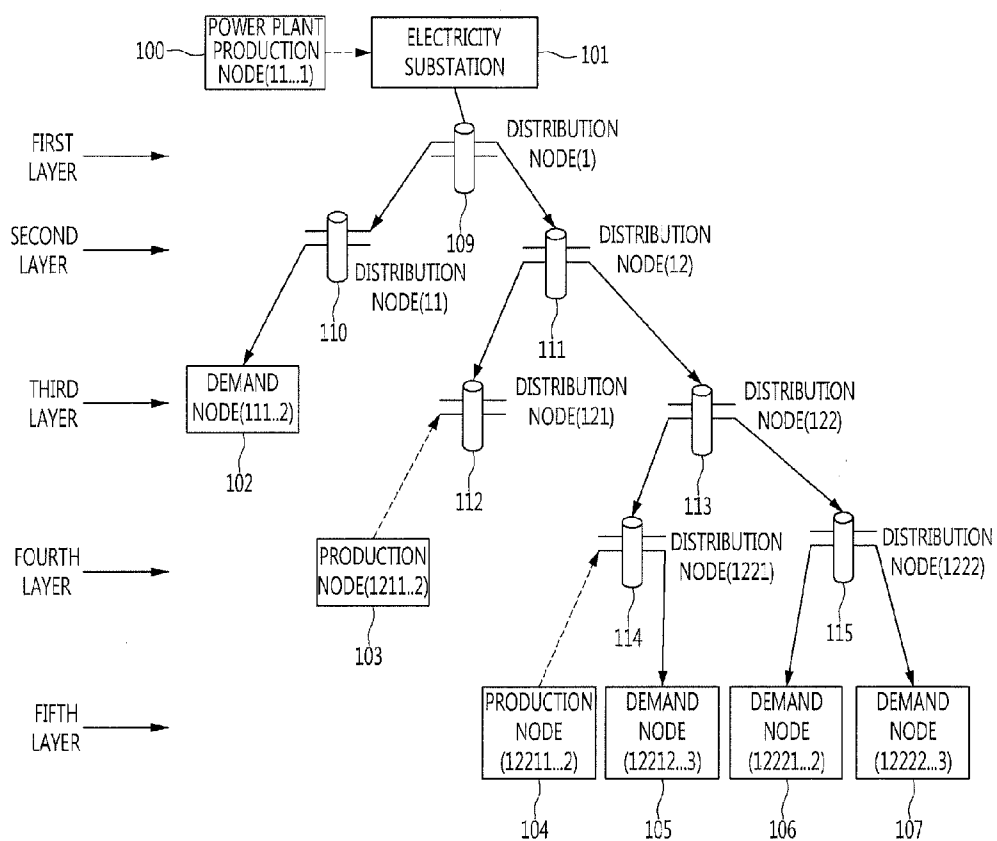 POWER PLANT
PRODUCTION
NODE(11...1)
100
ELECTRICITY
SUBSTATION
101
FIRST
LAYER
DISTRIBUTION
NODE(1)
109
SECOND
LAYER
DISTRIBUTION
NODE(11)
110
DISTRIBUTION
NODE(12)
111
THIRD
LAYER
DEMAND
NODE(111..2)
102
DISTRIBUTION
NODE(121)
112
DISTRIBUTION
NODE(122)
113
FOURTH
LAYER
PRODUCTION
NODE(1211..2)
103
DISTRIBUTION
NODE(1221)
114
DISTRIBUTION
NODE(1222)
115
FIFTH
LAYER
PRODUCTION
NODE
(12211...2)
104
DEMAND
NODE
(12212...3)
105
DEMAND
NODE
(12221...2)
106
DEMAND
NODE
(12222...3)
107